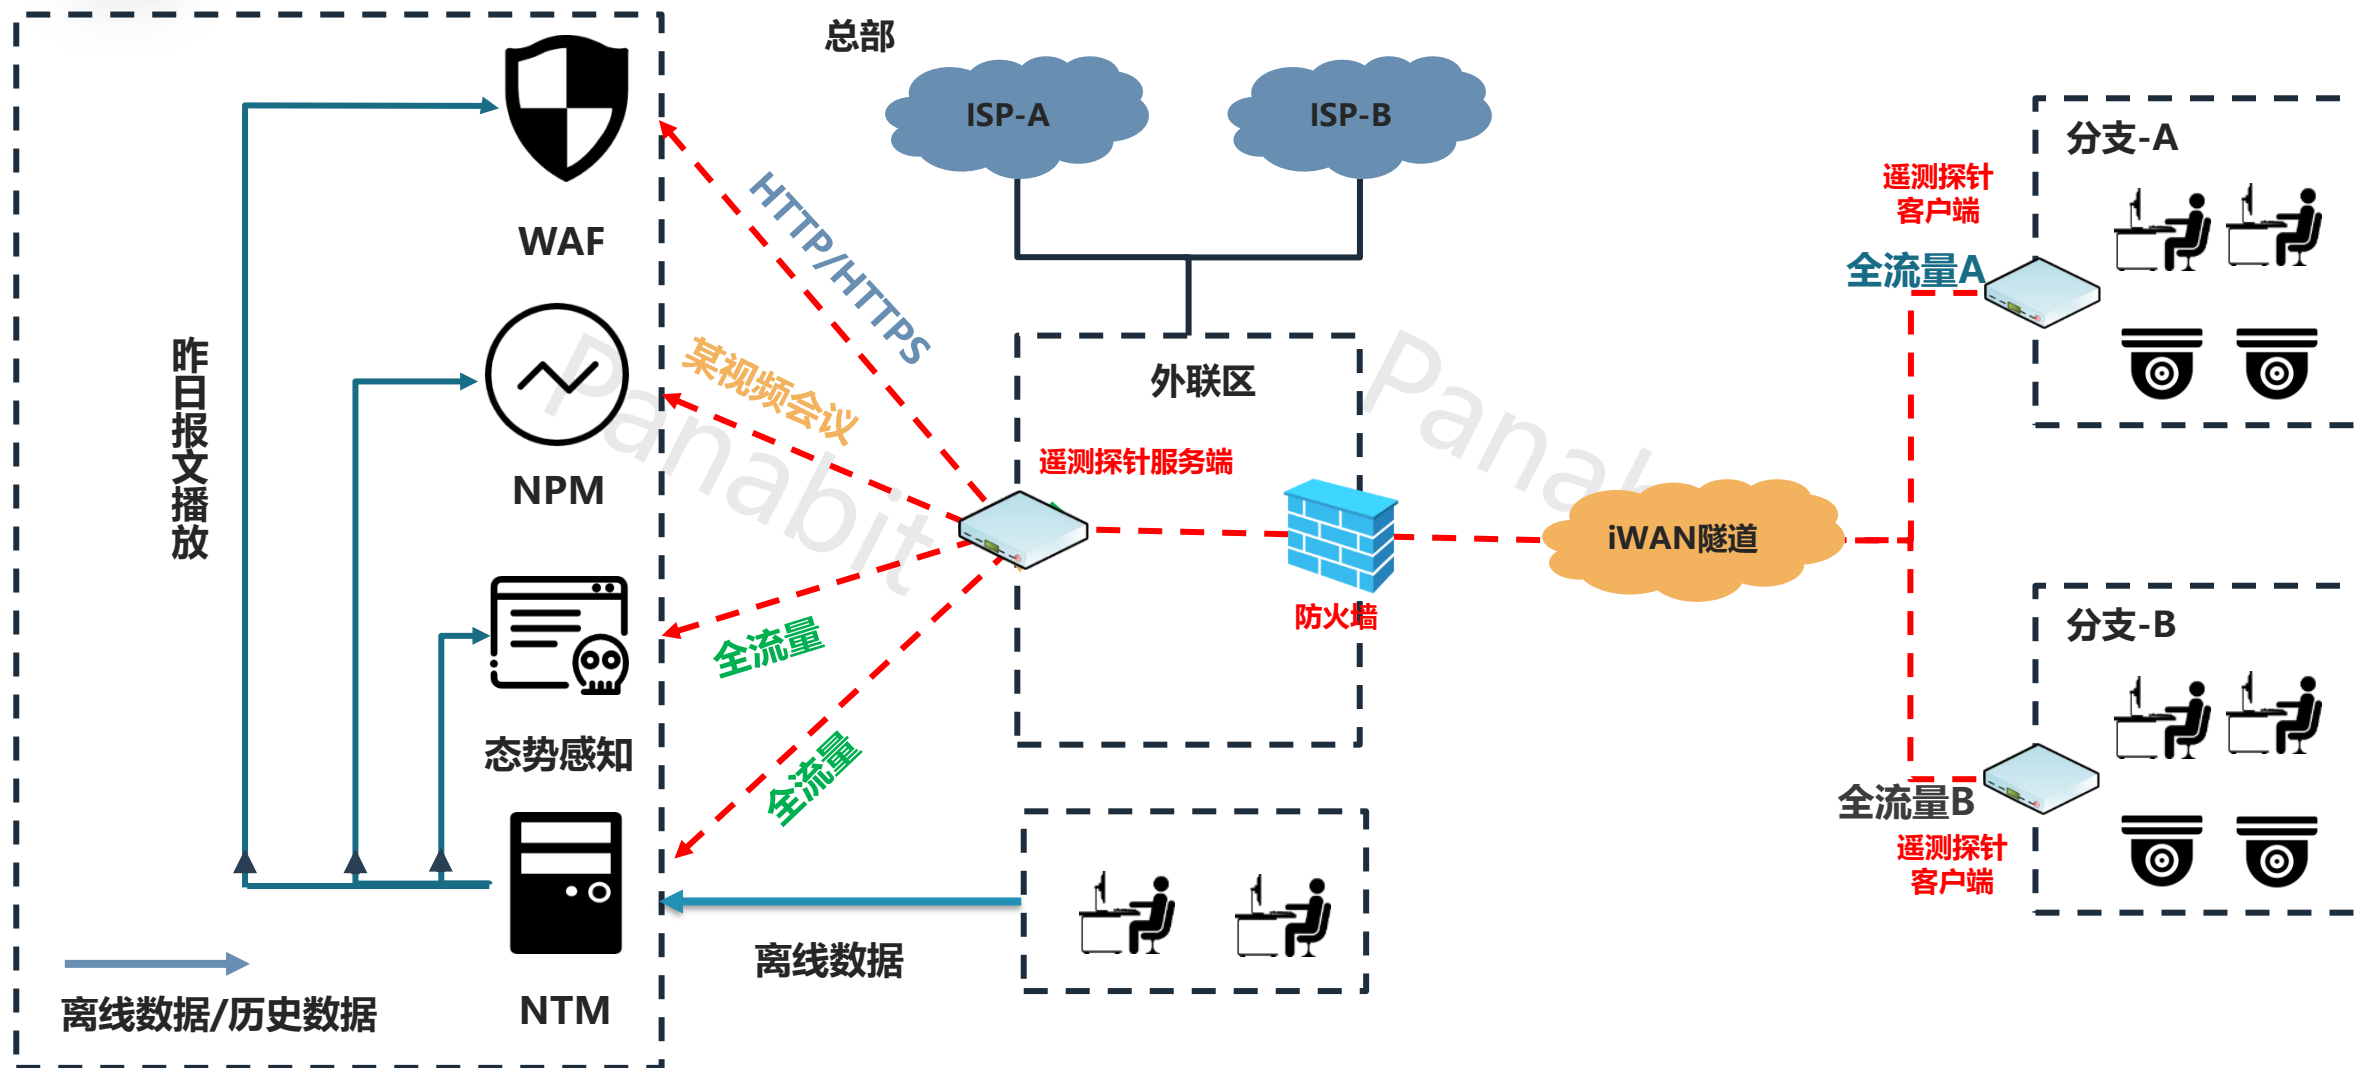 总部
ISP-A
ISP-B
WAF
NPM
态势感知
NTM
昨日报文播放
离线数据/历史数据
HTTP/HTTPS
某视频会议
全流量
全流量
离线数据
外联区
遥测探针服务端
防火墙
iWAN隧道
分支-A
遥测探针
客户端
全流量A
分支-B
全流量B
遥测探针
客户端
Panabit
Panab